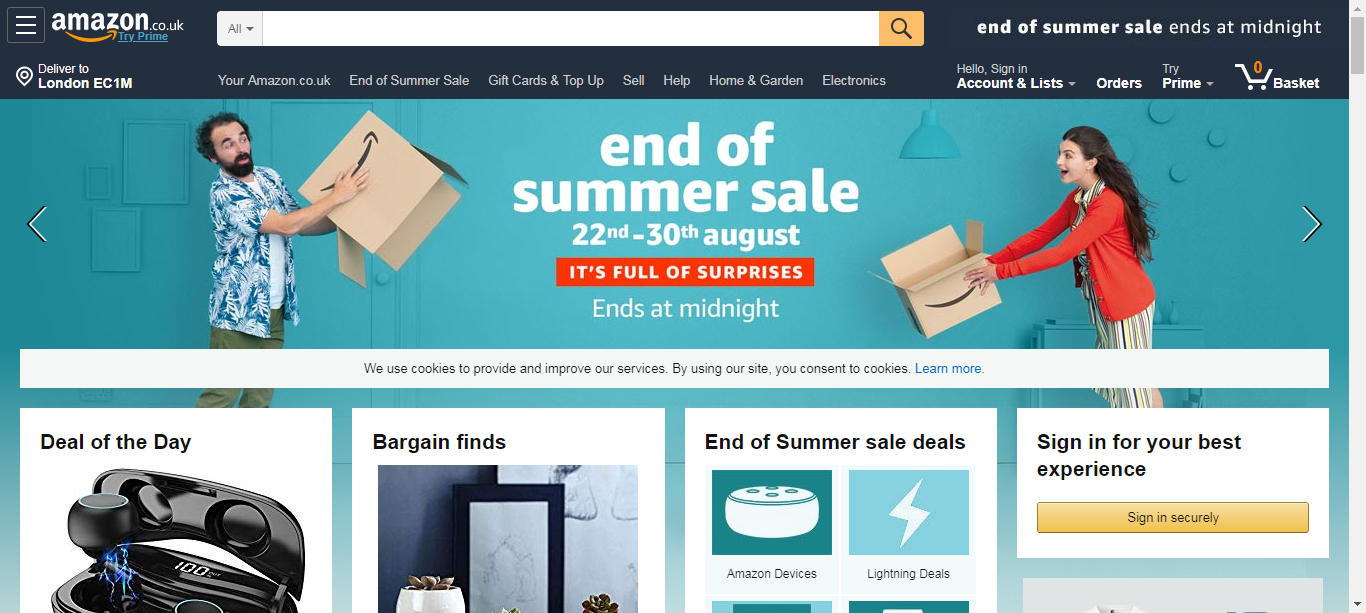 amazon.co.uk
Try Prime
All
end of summer sale ends at midnight
Deliver to
London EC1M
Your Amazon.co.uk
End of Summer Sale
Gift Cards & Top Up
Sell
Help
Home & Garden
Electronics
Hello, Sign in
Account & Lists
Orders
Try
Prime
0
Basket
end of
summer sale
22nd-30th august
IT'S FULL OF SURPRISES
Ends at midnight
We use cookies to provide and improve our services. By using our site, you consent to cookies. Learn more.
Deal of the Day
100
Bargain finds
End of Summer sale deals
Amazon Devices
Lightning Deals
Sign in for your best
experience
Sign in securely